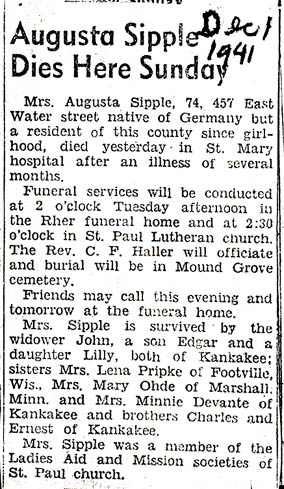 Dec 1
1941
Augusta Sipple
Dies Here Sunday
Mrs. Augusta Sipple, 74, 457 East
Water street native of Germany but
a resident of this county since girl-
hood, died yesterday in St. Mary
hospital after an illness of several
months.
Funeral services will be conducted
at 2 o'clock Tuesday afternoon in
the Rher funeral home and at 2:30
o'clock in St. Paul Lutheran church.
The Rev. C. F. Haller will officiate
and burial will be in Mound Grove
cemetery.
Friends may call this evening and
tomorrow at the funeral home.
Mrs. Sipple is survived by the
widower John, a son Edgar and a
daughter Lilly, both of Kankakee;
sisters Mrs. Lena Pripke of Footville,
Wis., Mrs. Mary Ohde of Marshall,
Minn. and Mrs. Minnie Devante of
Kankakee and brothers Charles and
Ernest of Kankakee.
Mrs. Sipple was a member of the
Ladies Aid and Mission societies of
St. Paul church.